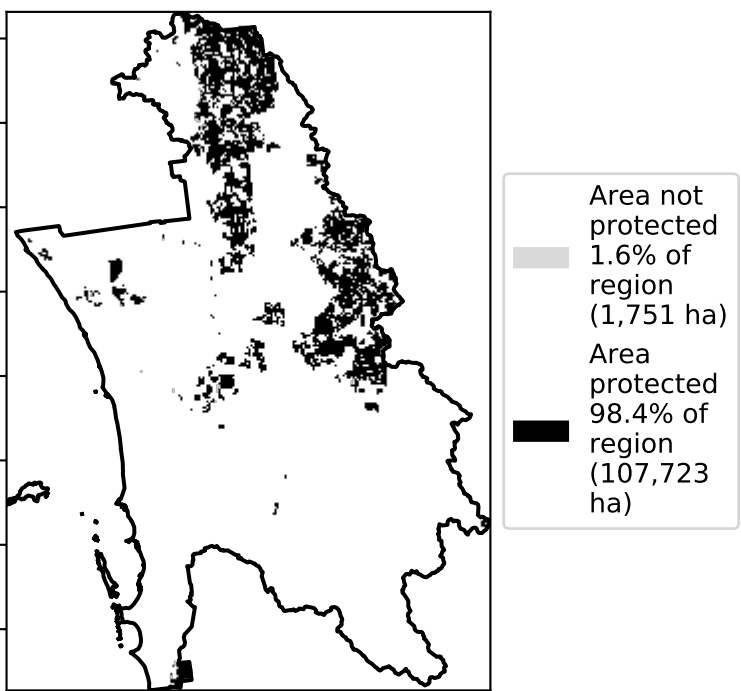 Area not
protected
1.6% of
region
(1,751 ha)
Area
protected
98.4% of
region
(107,723
ha)